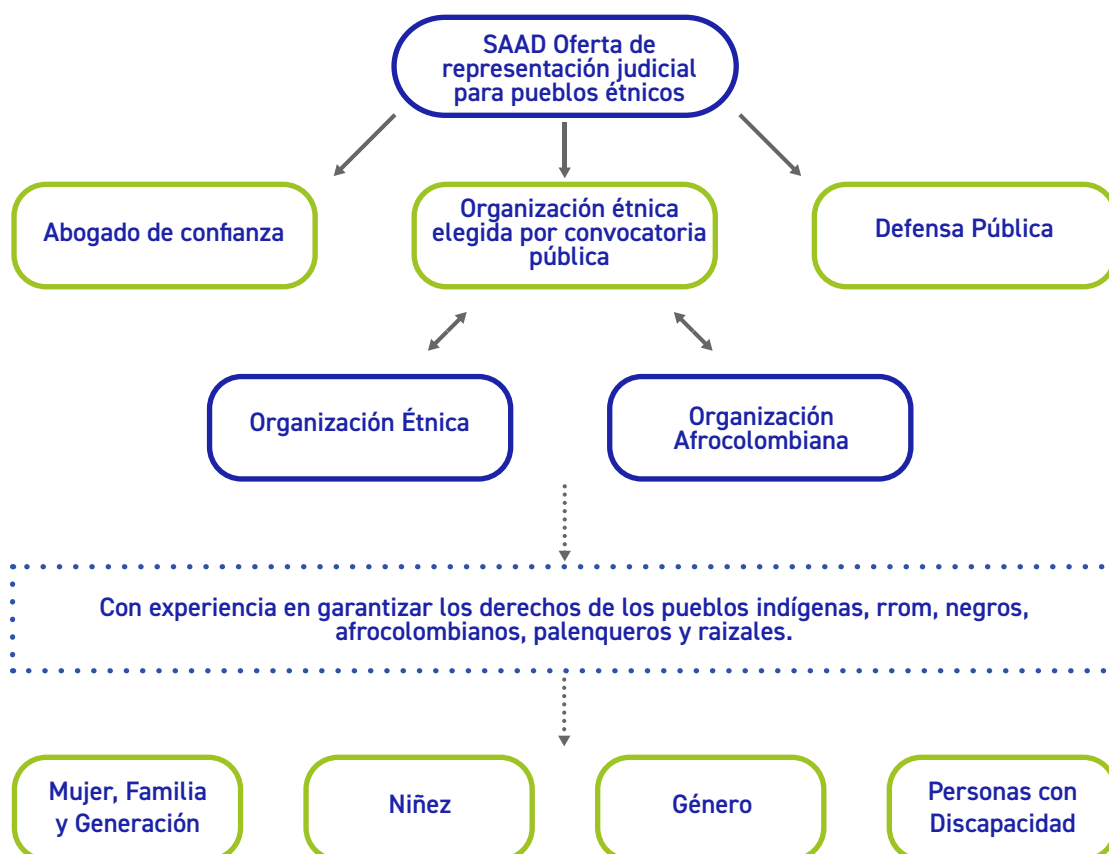 SAAD Oferta de
representación judicial
para pueblos étnicos
Abogado de confianza
Organización étnica
elegida por convocatoria
pública
Defensa Pública
Organización Étnica
Organización
Afrocolombiana
Con experiencia en garantizar los derechos de los pueblos indígenas, rrom, negros,
afrocolombianos, palenqueros y raizales.
Mujer, Familia
y Generación
Niñez
Género
Personas con
Discapacidad